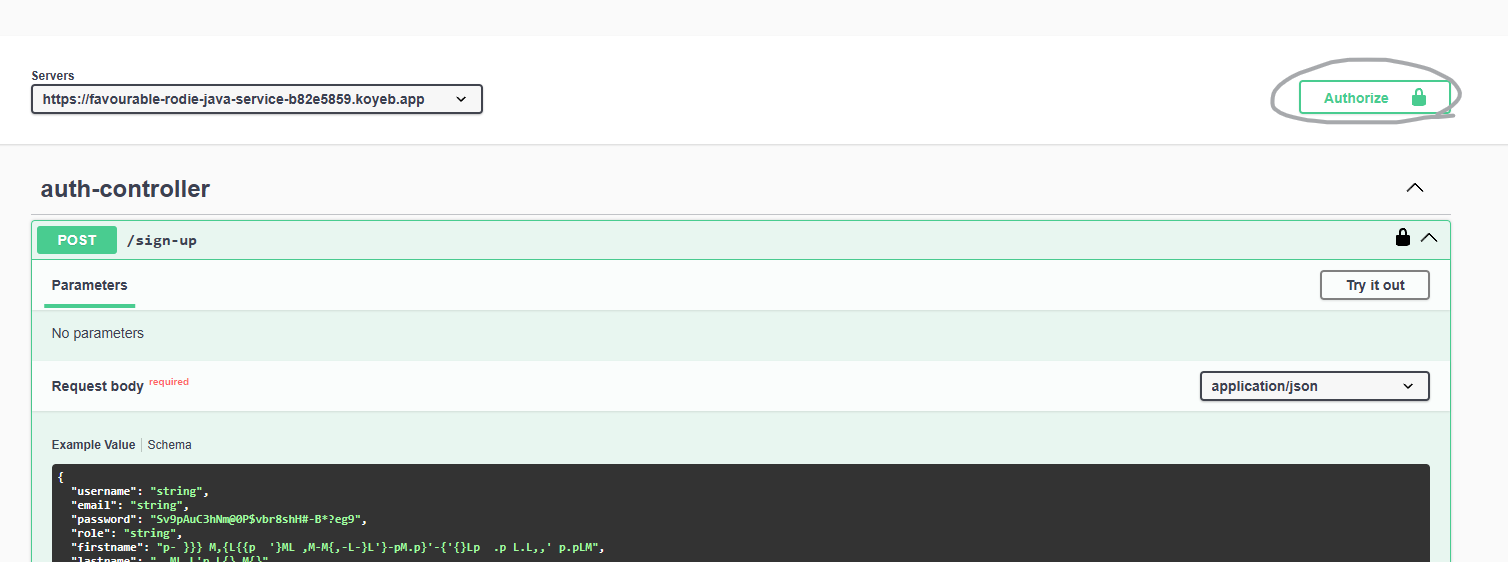 Servers
https://favourable-rodie-java-service-b82e5859.koyeb.app
Authorize
auth-controller
POST /sign-up
Parameters
Try it out
No parameters
Request body required
application/json
Example Value Schema
{
"username": "string",
"email": "string",
"password": "Sv9pAuC3hNm@0P$vbr8shH#-B*?eg9",
"role": "string",
"firstname": "p- }}} M,{L{{p  '}ML ,M-M{,-L-}L'}-pM.p}'-{'{}Lp  .p L.L,,' p.pLM",